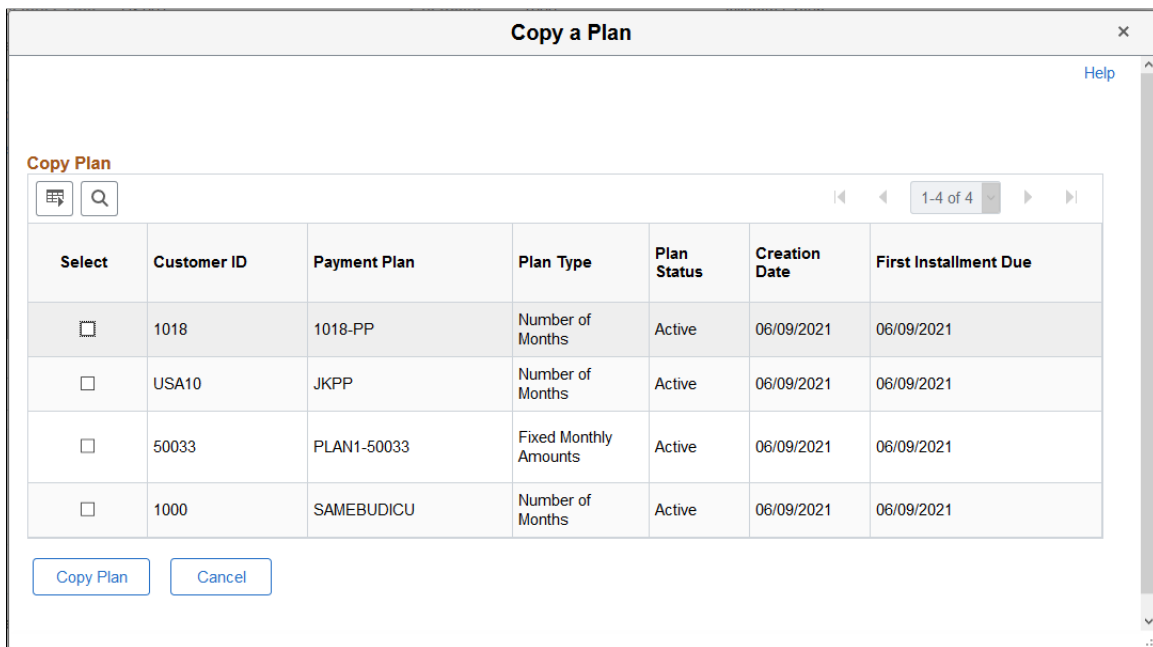 Copy a Plan
×
Help
Copy Plan
1-4 of 4
Select Customer ID Payment Plan Plan Type Plan Status Creation Date First Installment Due
1018 1018-PP Number of Months Active 06/09/2021 06/09/2021
USA10 JKPP Number of Months Active 06/09/2021 06/09/2021
50033 PLAN1-50033 Fixed Monthly Amounts Active 06/09/2021 06/09/2021
1000 SAMEBUDICU Number of Months Active 06/09/2021 06/09/2021
Copy Plan Cancel